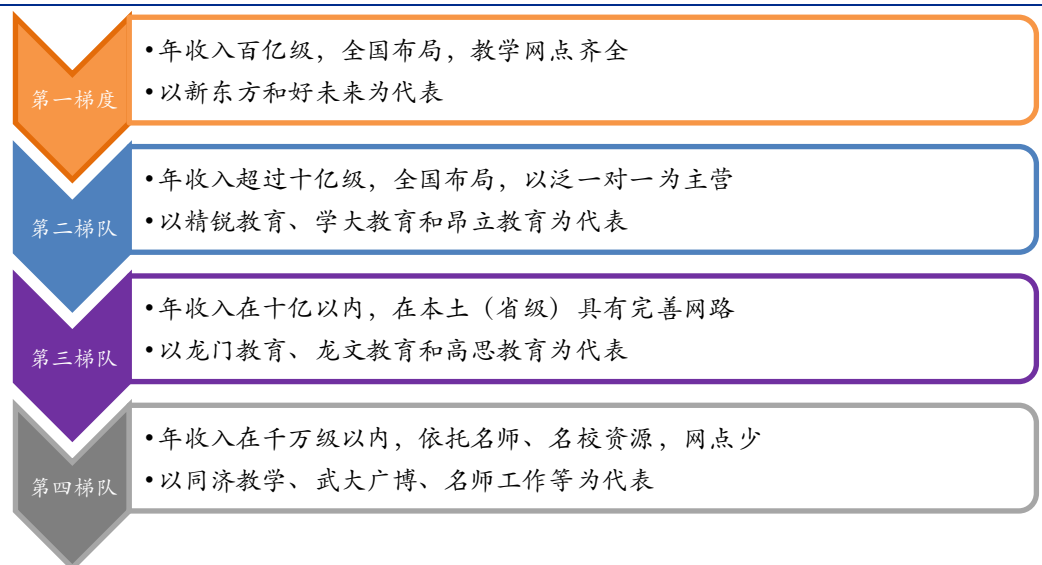 第一梯度
•年收入百亿级，全国布局，教学网点齐全
•以新东方和好未来为代表
第二梯队
•年收入超过十亿级，全国布局，以泛一对一为主营
•以精锐教育、学大教育和昂立教育为代表
第三梯队
•年收入在十亿以内，在本土（省级）具有完善网路
•以龙门教育、龙文教育和高思教育为代表
第四梯队
•年收入在千万级以内，依托名师、名校资源，网点少
•以同济教学、武大广博、名师工作等为代表